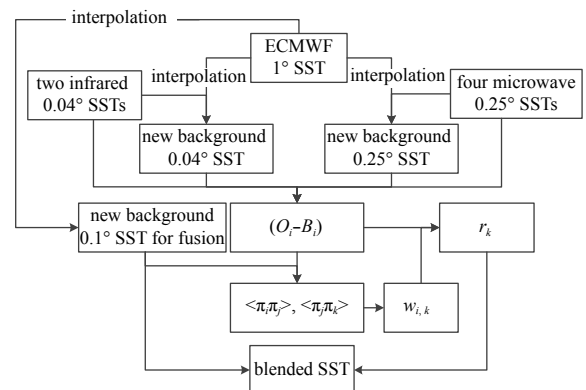 interpolation
ECMWF
1° SST
interpolation
interpolation
two infrared
0.04° SSTs
four microwave
0.25° SSTs
new background
0.04° SST
new background
0.25° SST
new background
0.1° SST for fusion
(Oᵢ−Bᵢ)
rₖ
<πᵢπⱼ>, <πⱼπₖ>
wᵢ, ₖ
blended SST